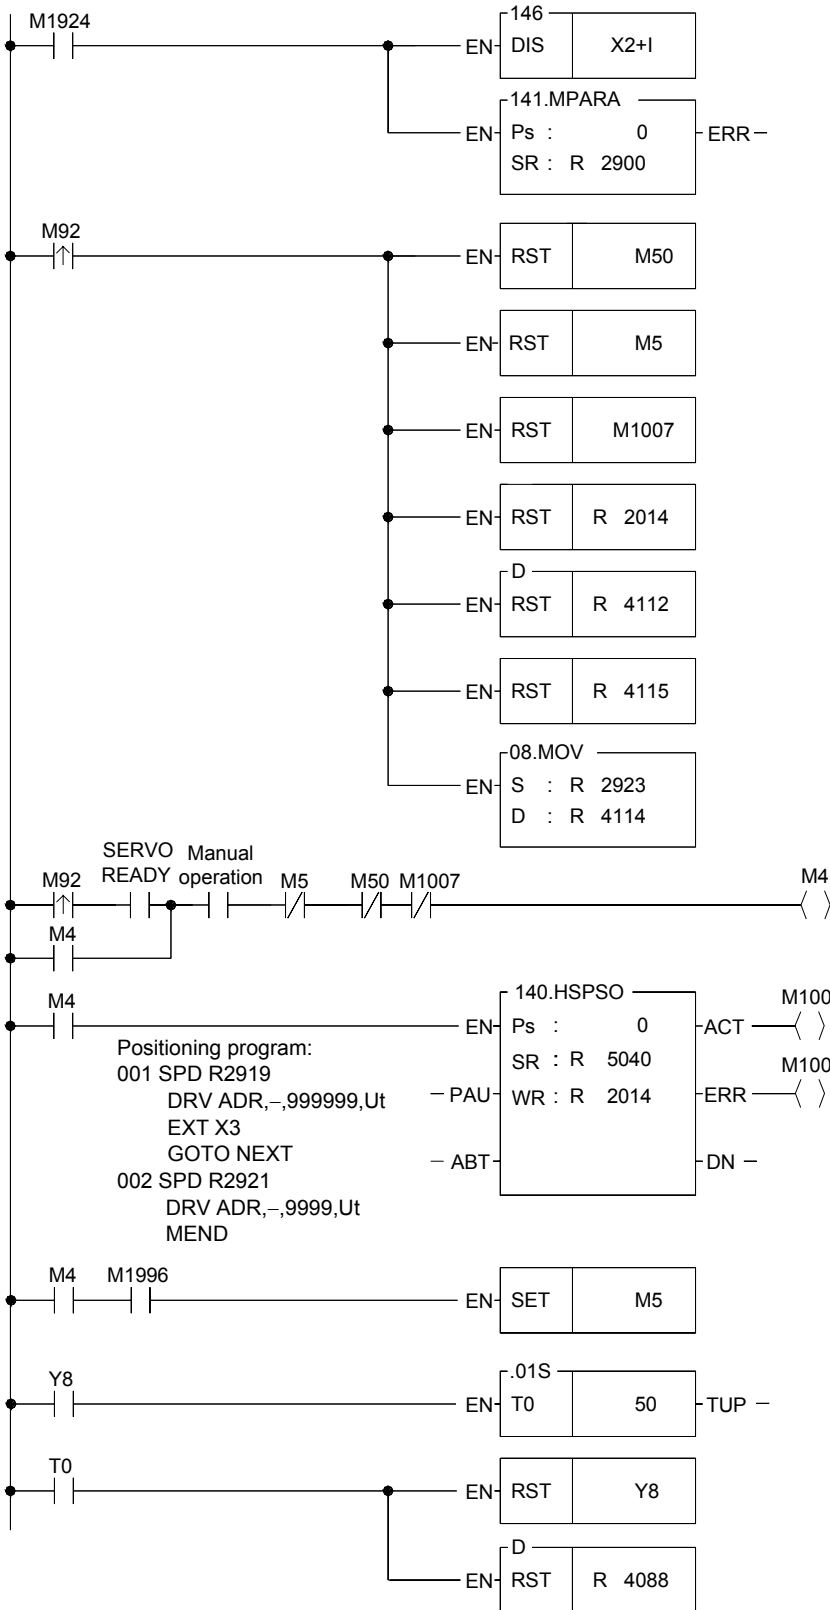 M1924
146
EN DIS X2+I
141.MPARA
EN Ps : 0 ERR
SR : R 2900
M92
EN RST M50
EN RST M5
EN RST M1007
EN RST R 2014
D
EN RST R 4112
EN RST R 4115
08.MOV
EN S : R 2923
D : R 4114
SERVO Manual
M92 READY operation M5 M50 M1007 M4
M4
M4 140.HSPSO M100
EN Ps : 0 ACT
SR : R 5040 M100
PAU WR : R 2014 ERR
ABT DN
Positioning program:
001 SPD R2919
DRV ADR,–,999999,Ut
EXT X3
GOTO NEXT
002 SPD R2921
DRV ADR,–,9999,Ut
MEND
M4 M1996
EN SET M5
Y8 .01S
EN T0 50 TUP
T0
EN RST Y8
D
EN RST R 4088